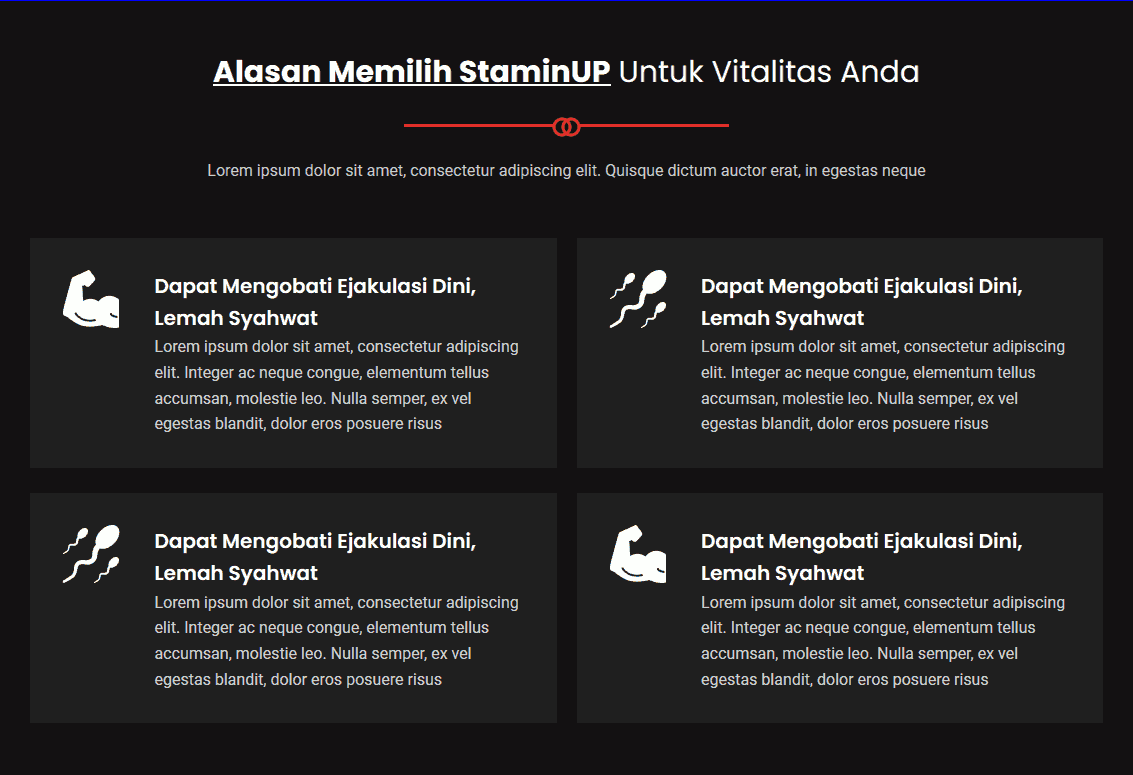 Alasan Memilih StaminUP Untuk Vitalitas Anda
Lorem ipsum dolor sit amet, consectetur adipiscing elit. Quisque dictum auctor erat, in egestas neque
Dapat Mengobati Ejakulasi Dini,
Lemah Syahwat
Lorem ipsum dolor sit amet, consectetur adipiscing
elit. Integer ac neque congue, elementum tellus
accumsan, molestie leo. Nulla semper, ex vel
egestas blandit, dolor eros posuere risus
Dapat Mengobati Ejakulasi Dini,
Lemah Syahwat
Lorem ipsum dolor sit amet, consectetur adipiscing
elit. Integer ac neque congue, elementum tellus
accumsan, molestie leo. Nulla semper, ex vel
egestas blandit, dolor eros posuere risus
Dapat Mengobati Ejakulasi Dini,
Lemah Syahwat
Lorem ipsum dolor sit amet, consectetur adipiscing
elit. Integer ac neque congue, elementum tellus
accumsan, molestie leo. Nulla semper, ex vel
egestas blandit, dolor eros posuere risus
Dapat Mengobati Ejakulasi Dini,
Lemah Syahwat
Lorem ipsum dolor sit amet, consectetur adipiscing
elit. Integer ac neque congue, elementum tellus
accumsan, molestie leo. Nulla semper, ex vel
egestas blandit, dolor eros posuere risus